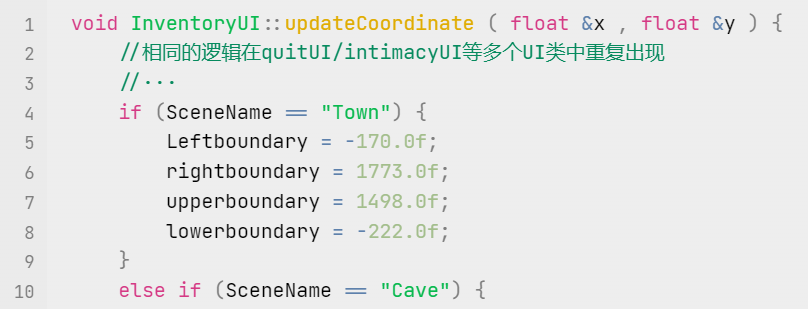 1 void InventoryUI::updateCoordinate ( float &x , float &y ) {
2 //相同的逻辑在quitUI/intimacyUI等多个UI类中重复出现
3 //...
4 if (SceneName == "Town") {
5 Leftboundary = -170.0f;
6 rightboundary = 1773.0f;
7 upperboundary = 1498.0f;
8 lowerboundary = -222.0f;
9 }
10 else if (SceneName == "Cave") {